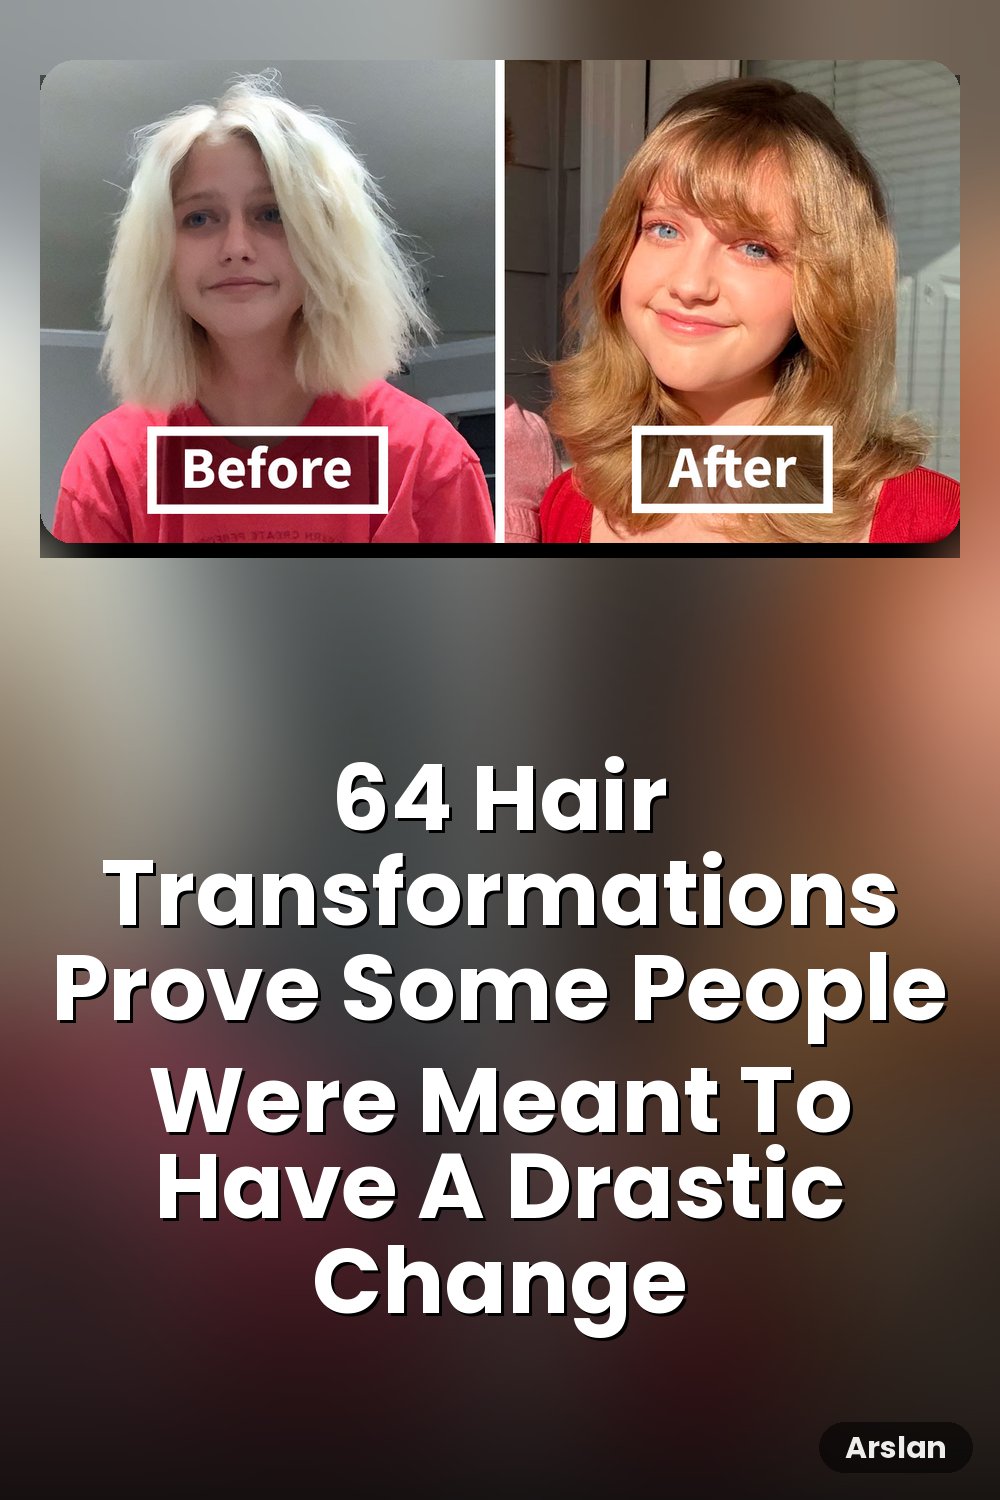 Before
After
64 Hair
Transformations
Prove Some People
Were Meant To
Have A Drastic
Change
Arslan